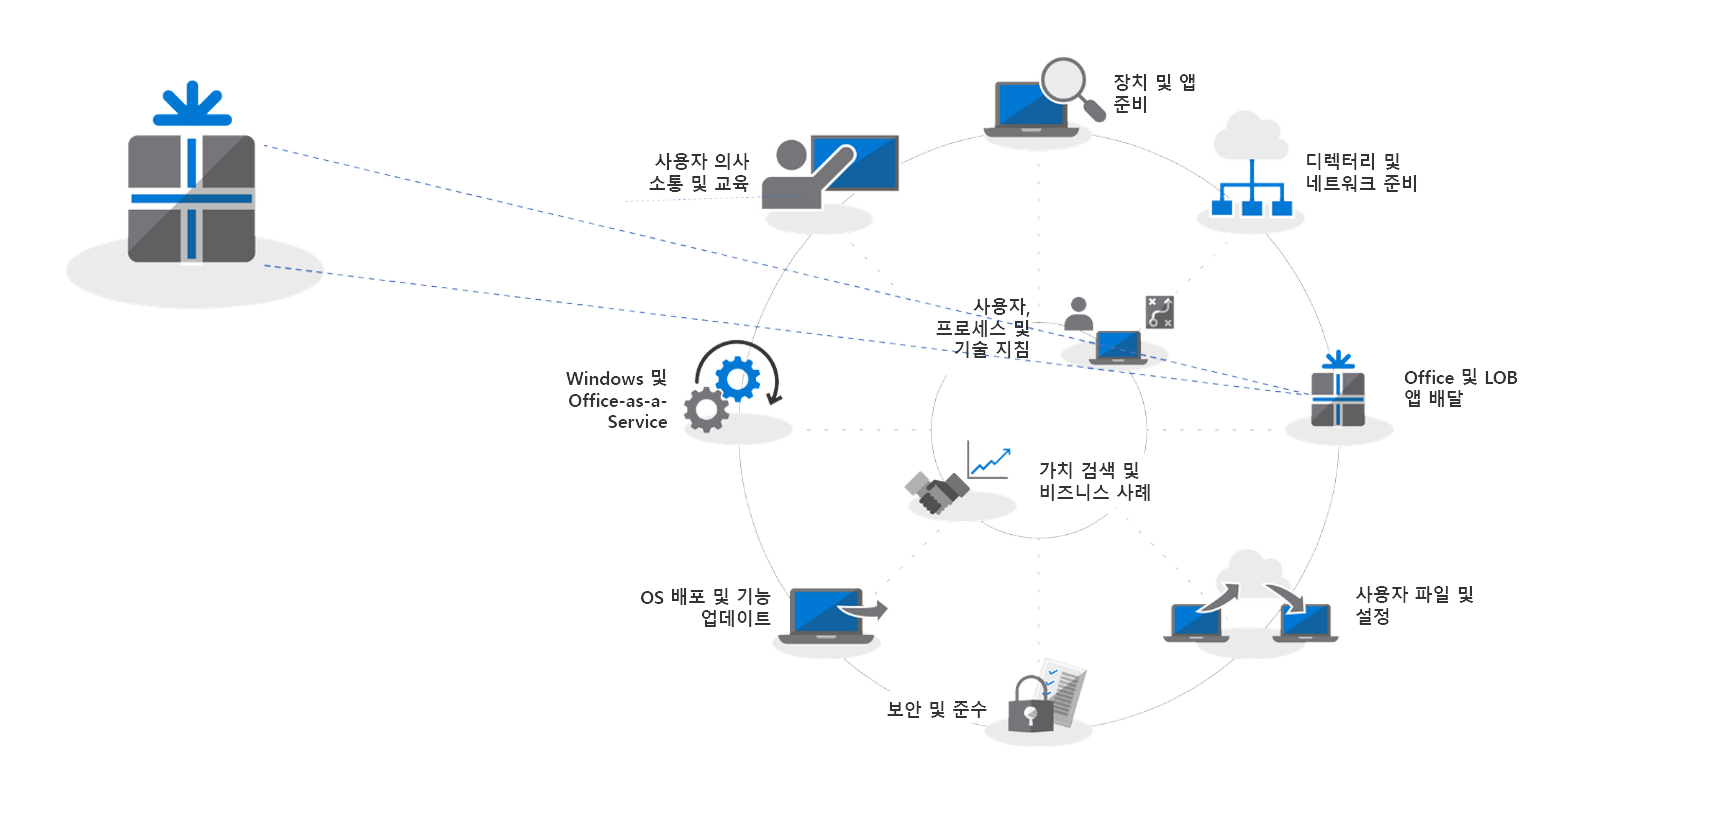 장치 및 앱
준비
디렉터리 및
네트워크 준비
사용자 의사
소통 및 교육
사용자,
프로세스 및
기술 지침
Windows 및
Office-as-a-
Service
Office 및 LOB
앱 배달
가치 검색 및
비즈니스 사례
OS 배포 및 기능
업데이트
사용자 파일 및
설정
보안 및 준수